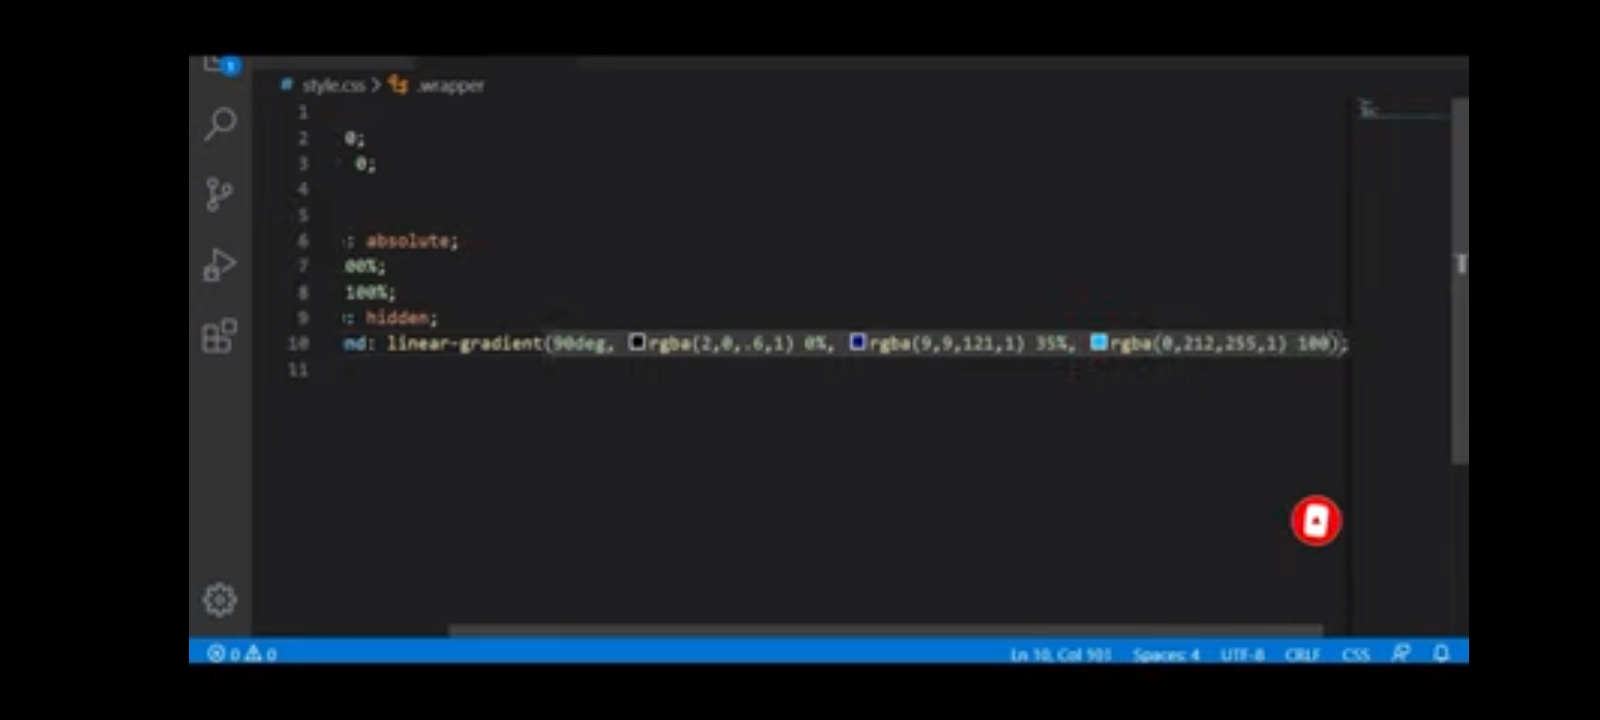 1
# style.css > .wrapper
1
2 0;
3 0;
4
5
6 : absolute;
7 00%;
8 100%;
9 : hidden;
10 nd: linear-gradient(90deg, rgba(2,0,.6,1) 0%, rgba(9,9,121,1) 35%, rgba(0,212,255,1) 100);
11
0 0 Ln 10, Col 101 Spaces: 4 UTF-8 CRLF CSS